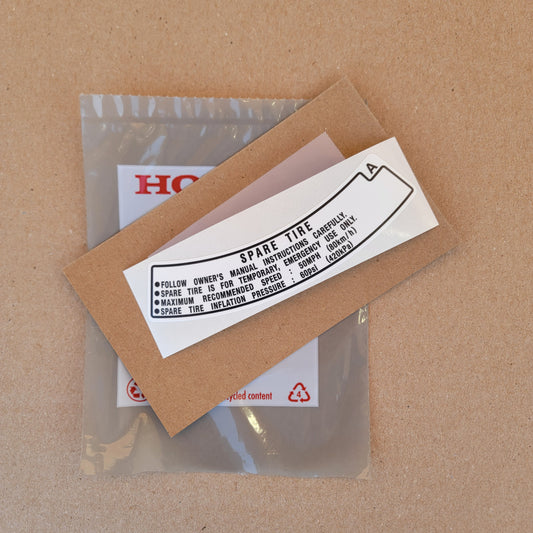 HO
A
SPARE TIRE
●FOLLOW OWNER'S MANUAL INSTRUCTIONS CAREFULLY.
●SPARE TIRE IS FOR TEMPORARY, EMERGENCY USE ONLY.
●MAXIMUM RECOMMENDED SPEED : 50MPH (80km/h)
●SPARE TIRE INFLATION PRESSURE : 60psi (420kPa)
ycled content
4